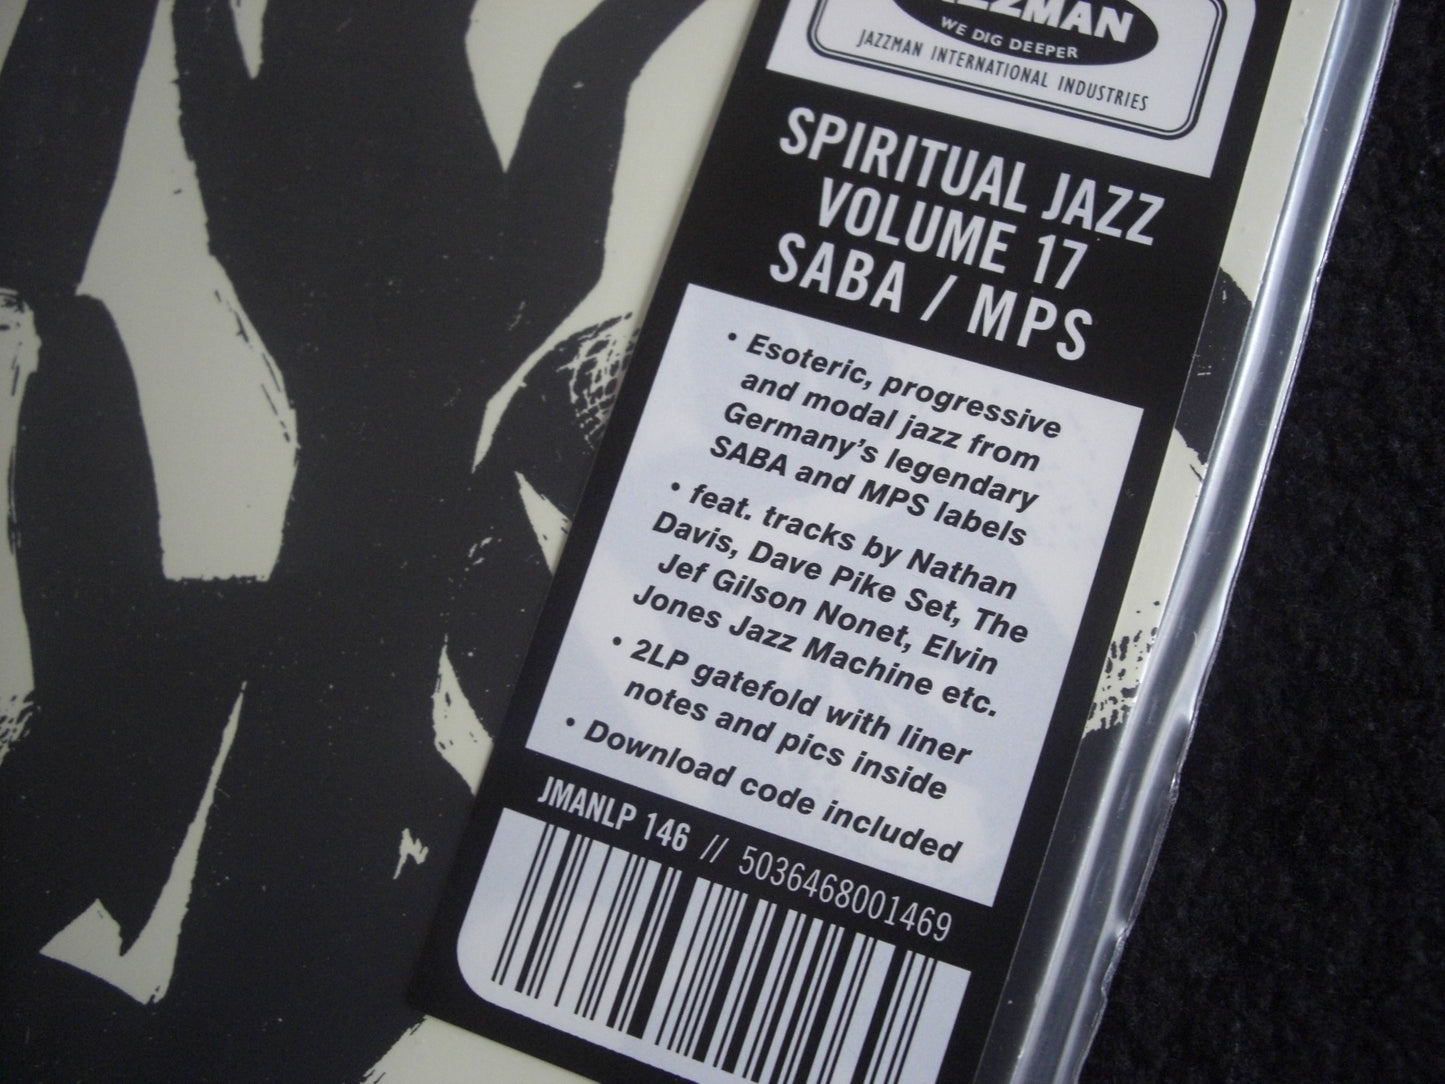 WE DIG DEEPER
JAZZMAN INTERNATIONAL INDUSTRIES
SPIRITUAL JAZZ
VOLUME 17
SABA / MPS
• Esoteric, progressive
and modal jazz from
Germany's legendary
SABA and MPS labels
• feat. tracks by Nathan
Davis, Dave Pike Set, The
Jef Gilson Nonet, Elvin
Jones Jazz Machine etc.
• 2LP gatefold with liner
notes and pics inside
• Download code included
JMANLP 146 // 5036468001469